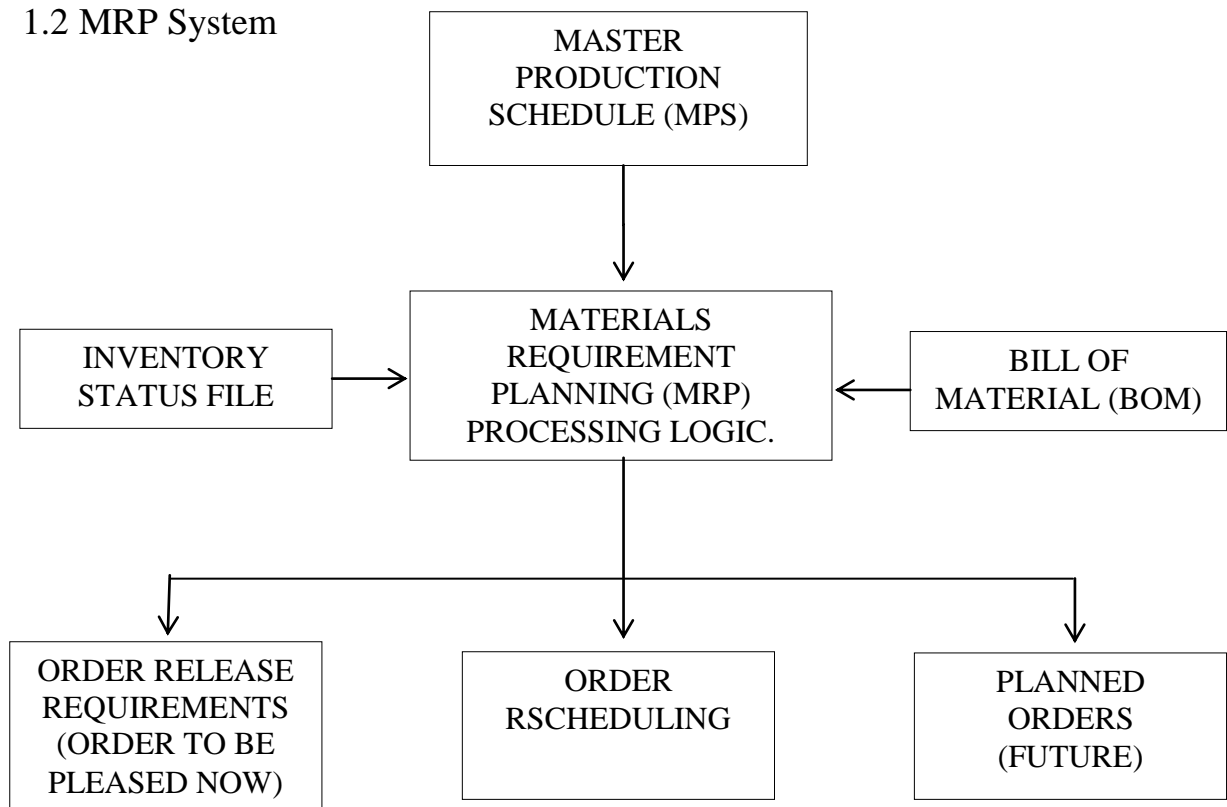 1.2 MRP System
MASTER
PRODUCTION
SCHEDULE (MPS)
INVENTORY
STATUS FILE
MATERIALS
REQUIREMENT
PLANNING (MRP)
PROCESSING LOGIC.
BILL OF
MATERIAL (BOM)
ORDER RELEASE
REQUIREMENTS
(ORDER TO BE
PLEASED NOW)
ORDER
RSCHEDULING
PLANNED
ORDERS
(FUTURE)